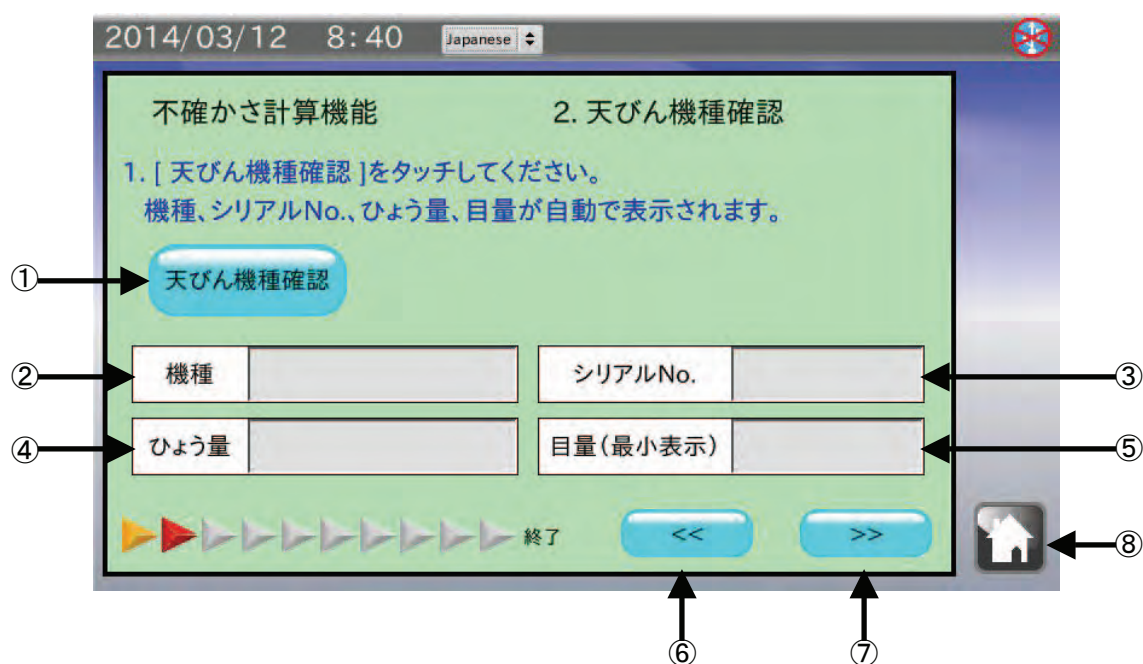 2014/03/12 8:40 Japanese
不確かさ計算機能 2. 天びん機種確認
1. [ 天びん機種確認 ]をタッチしてください。
機種、シリアルNo.、ひょう量、目量が自動で表示されます。
① 天びん機種確認
② 機種 シリアルNo. ③
④ ひょう量 目量(最小表示) ⑤
終了 << >> ⑧
⑥ ⑦